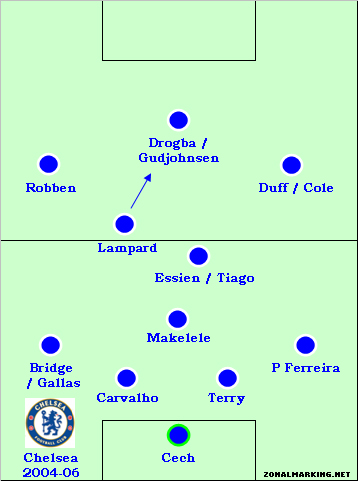 Drogba /
Gudjohnsen
Robben
Duff / Cole
Lampard
Essien / Tiago
Makelele
Bridge
/ Gallas
P Ferreira
Carvalho
Terry
CHELSEA
FOOTBALL CLUB
Chelsea
2004-06
Cech
ZONALMARKING.NET